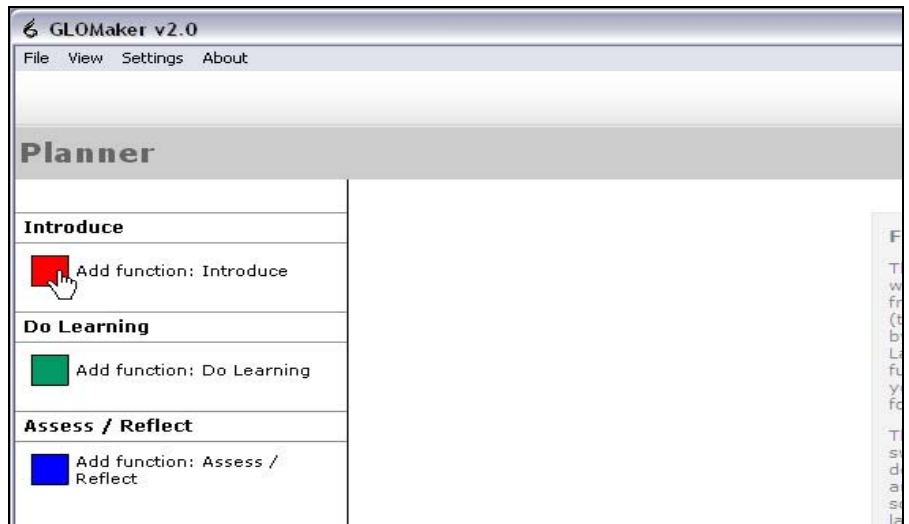 GLOMaker v2.0
File View Settings About
Planner
Introduce
Add function: Introduce
Do Learning
Add function: Do Learning
Assess / Reflect
Add function: Assess /
Reflect